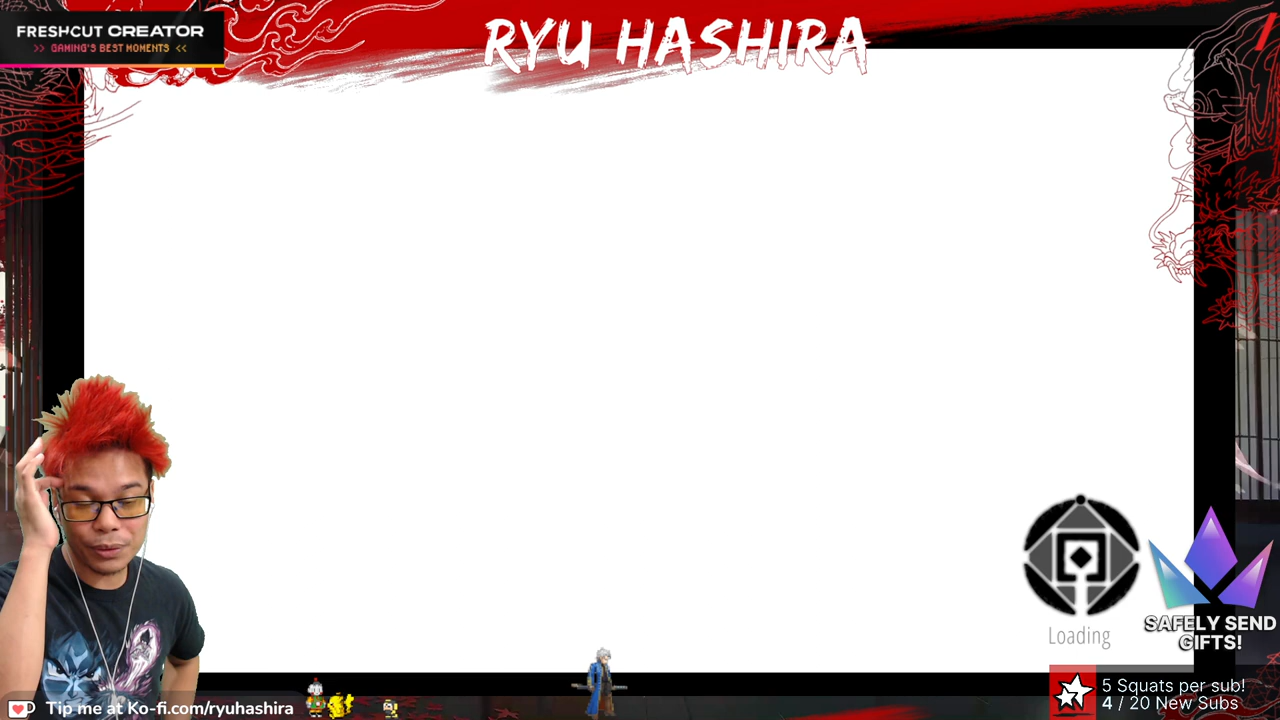 FRESHCUT CREATOR
>> GAMING'S BEST MOMENTS <<
RYU HASHIRA
Loading
SAFELY SEND
GIFTS!
5 Squats per sub!
4 / 20 New Subs
Tip me at Ko-fi.com/ryuhashira